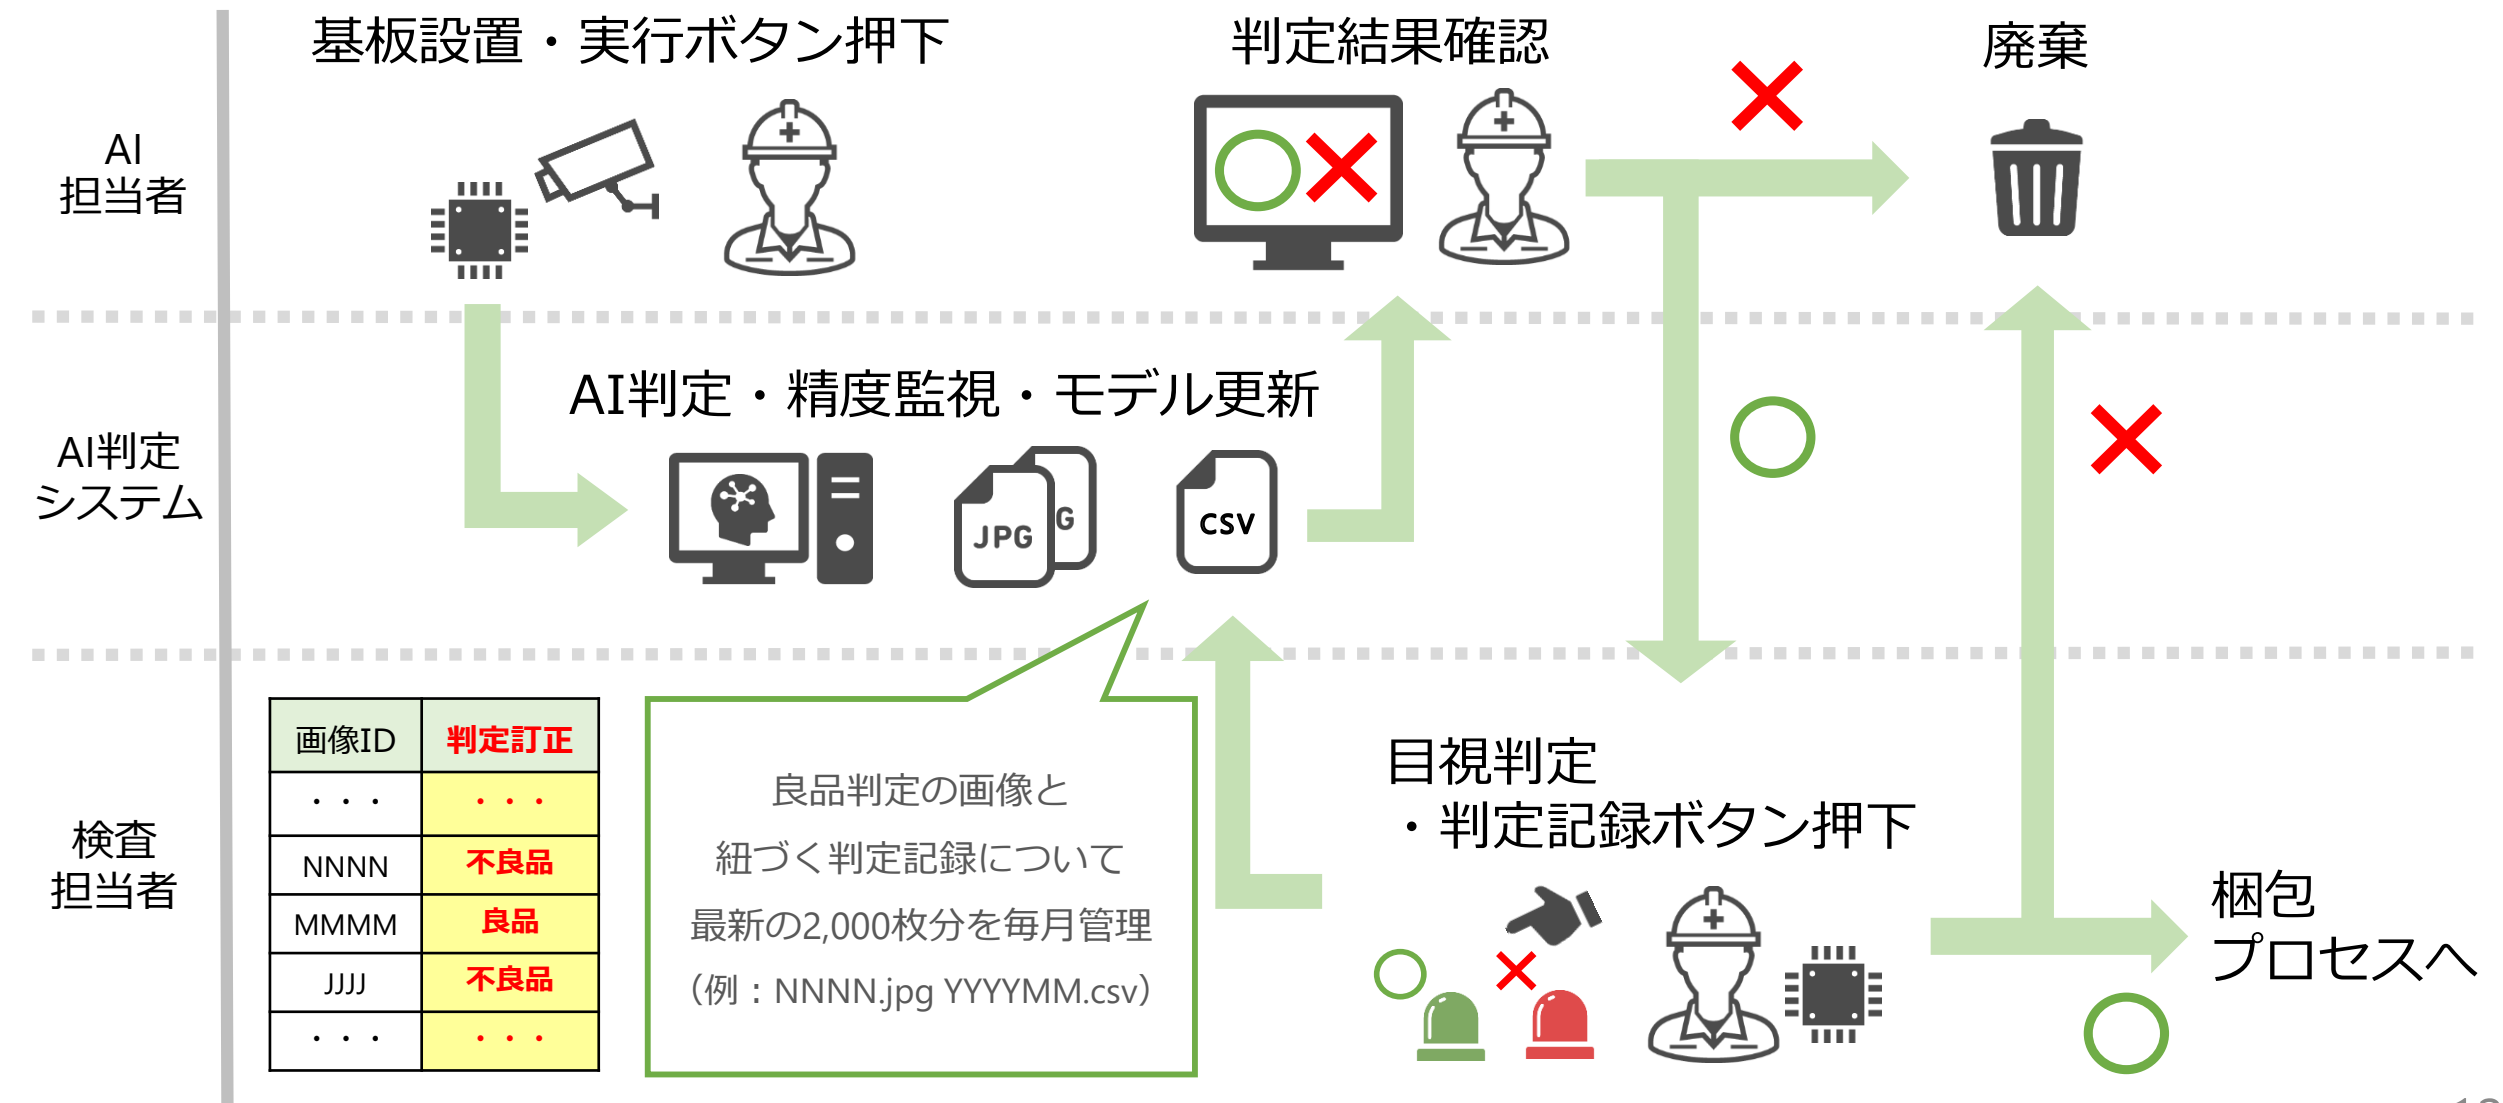 基板設置・実行ボタン押下
判定結果確認
廃棄
AI
担当者
AI判定・精度監視・モデル更新
AI判定
システム
JPG
G
CSV
画像ID 判定訂正
・・・ ・・・
NNNN 不良品
MMMM 良品
JJJJ 不良品
・・・ ・・・
検査
担当者
良品判定の画像と
紐づく判定記録について
最新の2,000枚分を毎月管理
（例：NNNN.jpg YYYYMM.csv）
目視判定
・判定記録ボタン押下
梱包
プロセスへ